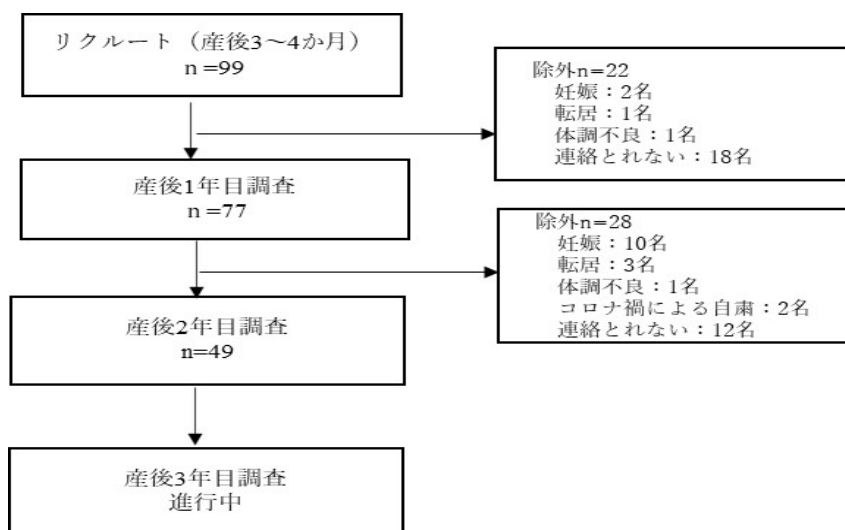 リクルート（産後3～4か月）
n =99
除外n=22
妊娠：2名
転居：1名
体調不良：1名
連絡とれない：18名
産後1年目調査
n =77
除外n=28
妊娠：10名
転居：3名
体調不良：1名
コロナ禍による自粛：2名
連絡とれない：12名
産後2年目調査
n=49
産後3年目調査
進行中